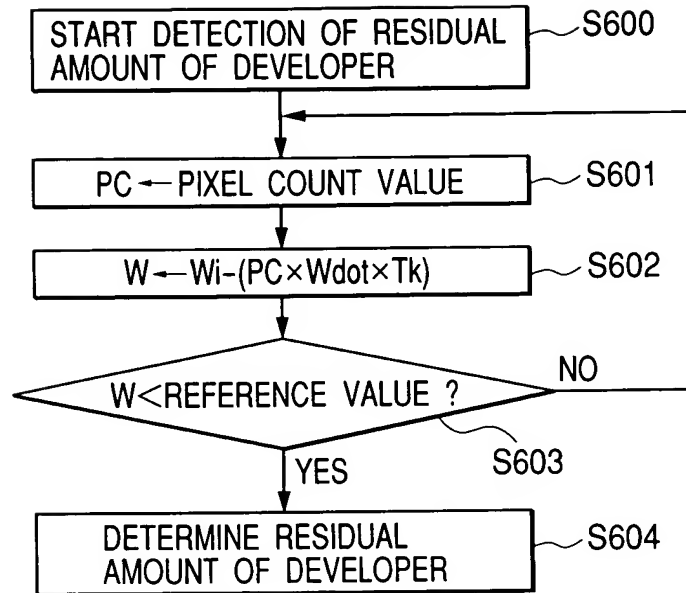 START DETECTION OF RESIDUAL
AMOUNT OF DEVELOPER
S600
PC←PIXEL COUNT VALUE
S601
W←Wi-(PC×Wdot×Tk)
S602
W<REFERENCE VALUE ?
NO
S603
YES
DETERMINE RESIDUAL
AMOUNT OF DEVELOPER
S604